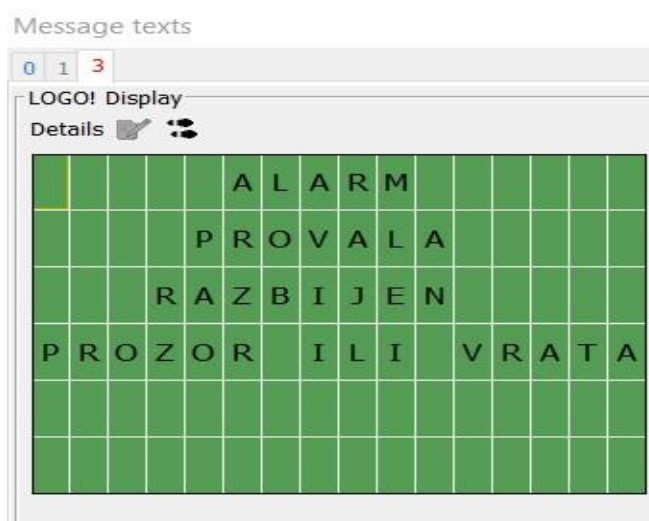 Message texts
0 1 3
LOGO! Display
Details
ALARM
PROVALA
RAZBIJEN
PROZOR ILI VRATA